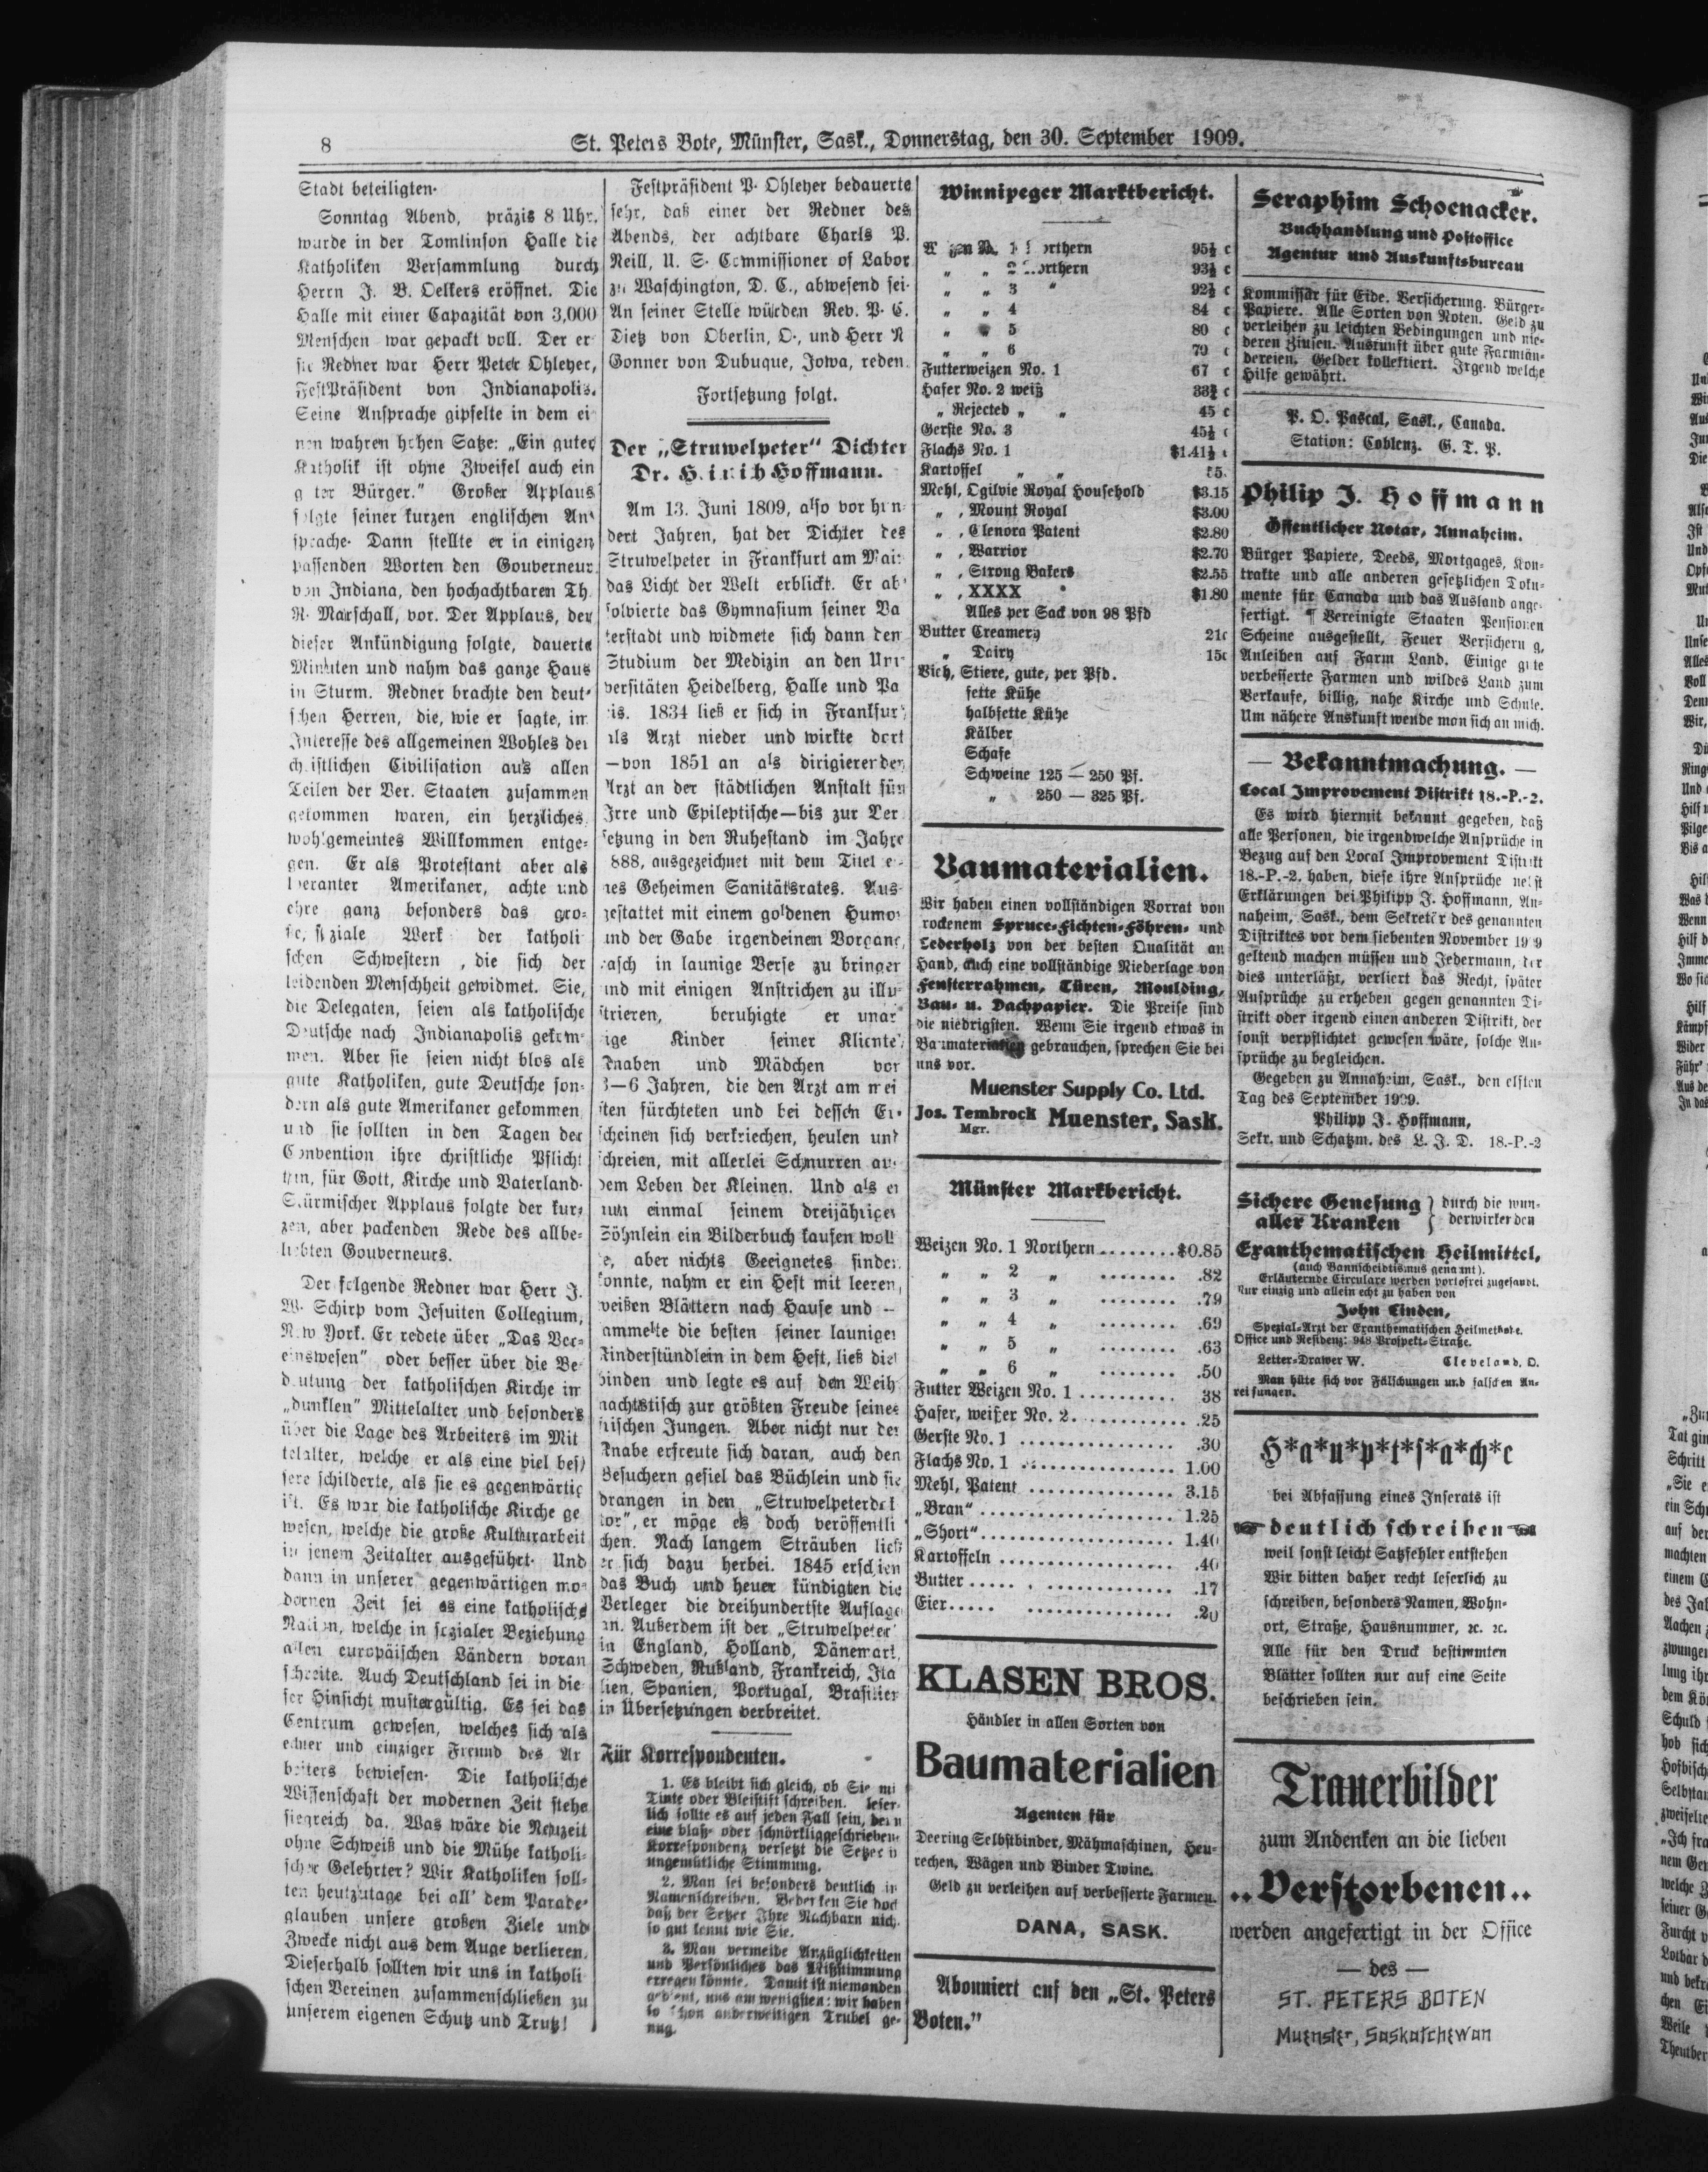 8
St. Peters Bote, Münster, Sask., Donnerstag, den 30. September 1909.
Stadt beteiligten.
Sonntag Abend, präzis 8 Uhr,
wurde in der Tomlinson Halle die
Katholiken Versammlung durch
Herrn J. B. Oelkers eröffnet. Die
Halle mit einer Capazität von 3,000
Menschen war gepackt voll. Der er
ste Redner war Herr Peter Ohleyer,
FestPräsident von Indianapolis.
Seine Ansprache gipfelte in dem ei
nen wahren hohen Satze: „Ein guter
Katholik ist ohne Zweifel auch ein
g ter Bürger.“ Großer Applaus
folgte seiner kurzen englischen An
sprache. Dann stellte er in einigen
passenden Worten den Gouverneur
von Indiana, den hochachtbaren Th.
R. Marschall, vor. Der Applaus, der
dieser Ankündigung folgte, dauerte
Minuten und nahm das ganze Haus
in Sturm. Redner brachte den deut-
schen Herren, die, wie er sagte, im
Interesse des allgemeinen Wohles der
christlichen Civilisation aus allen
Teilen der Ver. Staaten zusammen
gekommen waren, ein herzliches,
wohlgemeintes Willkommen entge-
gen. Er als Protestant aber als
toleranter Amerikaner, achte und
ehre ganz besonders das gro-
ße, soziale Werk der katholi
schen Schwestern , die sich der
leidenden Menschheit gewidmet. Sie,
die Delegaten, seien als katholische
Deutsche nach Indianapolis gekom-
men. Aber sie seien nicht blos als
gute Katholiken, gute Deutsche son-
dern als gute Amerikaner gekommen
und sie sollten in den Tagen der
Convention ihre christliche Pflicht
tun, für Gott, Kirche und Vaterland.
Stürmischer Applaus folgte der kur-
zen, aber packenden Rede des allbe-
liebten Gouverneurs.
Der folgende Redner war Herr J.
W. Schirp vom Jesuiten Collegium,
New York. Er redete über „Das Ver-
einswesen“ oder besser über die Be
deutung der katholischen Kirche im
„dunklen“ Mittelalter und besonders
über die Lage des Arbeiters im Mit
telalter, welche er als eine viel bes
sere schilderte, als sie es gegenwärtig
ist. Es war die katholische Kirche ge
wesen, welche die große Kulturarbeit
in jenem Zeitalter ausgeführt. Und
dann in unserer gegenwärtigen mo-
dernen Zeit sei es eine katholische
Nation, welche in sozialer Beziehung
allen europäischen Ländern voran
schreite. Auch Deutschland sei in die
ser Hinsicht mustergültig. Es sei das
Centrum gewesen, welches sich als
edner und einziger Freund des Ar
beiters bewiesen. Die katholische
Wissenschaft der modernen Zeit stehe
siegreich da. Was wäre die Neuzeit
ohne Schweiß und die Mühe katholi-
scher Gelehrter? Wir Katholiken soll-
ten heutzutage bei all’ dem Parade-
glauben unsere großen Ziele und
Zwecke nicht aus dem Auge verlieren.
Dieserhalb sollten wir uns in katholi
schen Vereinen zusammenschließen zu
unserem eigenen Schutz und Trutz!
Festpräsident P. Ohleyer bedauerte
sehr, daß einer der Redner des
Abends, der achtbare Charls P.
Neill, U. S. Commissioner of Labor
zu Waschington, D. C., abwesend sei.
An seiner Stelle würden Rev. P. C.
Dietz von Oberlin, O., und Herr N
Gonner von Dubuque, Jowa, reden.
Fortsetzung folgt.
Der „Struwelpeter“ Dichter
Dr. H. Hoffmann.
Am 13. Juni 1809, also vor hun-
dert Jahren, hat der Dichter des
Struwelpeter in Frankfurt am Main
das Licht der Welt erblickt. Er ab
solvierte das Gymnasium seiner Va
terstadt und widmete sich dann dem
Studium der Medizin an den Uni
versitäten Heidelberg, Halle und Pa
ris. 1834 ließ er sich in Frankfurt
als Arzt nieder und wirkte dort
—von 1851 an als dirigierender
Arzt an der städtlichen Anstalt für
Irre und Epileptische—bis zur Ver
setzung in den Ruhestand im Jahre
888, ausgezeichnet mit dem Titel ei-
nes Geheimen Sanitätsrates. Aus-
gestattet mit einem goldenen Humor
und der Gabe irgendeinem Vorgang,
rasch in launige Verse zu bringen
und mit einigen Anstrichen zu illu-
strieren, beruhigte er unar
tige Kinder seiner Kliente,
Knaben und Mädchen vor
3—6 Jahren, die den Arzt am mei
sten fürchteten und bei dessen Er-
scheinen sich verkriechen, heulen und
schreien, mit allerlei Schnurren aus
dem Leben der Kleinen. Und als er
nun einmal seinem dreijährigen
Söhnlein ein Bilderbuch kaufen woll
te, aber nichts Geeignetes finden
konnte, nahm er ein Heft mit leeren,
weißen Blättern nach Hause und —
sammelte die besten seiner launigen
Kinderstündlein in dem Heft, ließ dies
binden und legte es auf den Weih
nachtstisch zur größten Freude seines
kischen Jungen. Aber nicht nur der
Knabe erfreute sich daran, auch den
Besuchern gefiel das Büchlein und sie
drangen in den „Struwelpeterdok
tor“, er möge es doch veröffentli
chen. Nach langem Sträuben ließ
er sich dazu herbei. 1845 erschien
das Buch und heuer kündigten die
Verleger die dreihundertste Auflage
an. Außerdem ist der „Struwelpeter“
in England, Holland, Dänemark,
Schweden, Rußland, Frankreich, Ita
lien, Spanien, Portugal, Brasilien
in Übersetzungen verbreitet.
Für Korrespondenten.
1. Es bleibt sich gleich, ob Sie mi
Tinte oder Bleistift schreiben. leser-
lich sollte es auf jeden Fall sein, denn
eine blaß- oder schnörkliggeschriebene
Korrespondenz versetzt die Setzer in
ungemütliche Stimmung.
2. Man sei besonders deutlich in
Namenschreiben. Bedenken Sie doch
daß der Setzer Ihre Nachbarn nich.
so gut kennt wie Sie.
3. Man vermeide Anzüglichkeiten
und Persönliches das Mißstimmung
erregen könnte. Damit ist niemanden
gedient, uns am wenigsten: wir haben
so schon anderweitigen Trubel ge-
nug.
Winnipeger Marktbericht.
No. 1 Northern 95½ c
„ „ 2 Northern 93½ c
„ „ 3 „ 92½ c
„ „ 4 84 c
„ „ 5 80 c
„ „ 6 79 c
Futterweizen No. 1 67 c
Hafer No. 2 weiß c
„ Rejected „ „ 45 c
Gerste No. 3 45½ c
Flachs No. 1 $1.41½
Kartoffel „ „
Mehl, Ogilvie Royal Household $3.15
„ , Mount Royal $3.00
„ , Glenora Patent $2.80
„ , Warrior $2.70
„ , Strong Bakers $2.55
„ , XXXX $1.80
Alles per Sack von 98 Pfd
Butter Creamery 21c
„ Dairy 15c
Vieh, Stiere, gute, per Pfd.
fette Kühe
halbfette Kühe
Kälber
Schafe
Schweine 125 — 250 Pf.
„ 250 — 325 Pf.
Baumaterialien.
Wir haben einen vollständigen Vorrat von
rockenem Spruce-Fichten-Föhren- und
Cederholz von der besten Qualität an
Hand, auch eine vollständige Niederlage von
Fensterrahmen, Türen, Moulding,
Bau- u. Dachpapier. Die Preise sind
die niedrigsten. Wenn Sie irgend etwas in
Baumaterialien gebrauchen, sprechen Sie bei
uns vor.
Muenster Supply Co. Ltd.
Jos. Tembrock Muenster, Sask.
Mgr.
Münster Markbericht.
Weizen No. 1 Northern........$0.85
„ „ 2 „ ........ .82
„ „ 3 „ ........ .79
„ „ 4 „ ........ .69
„ „ 5 „ ........ .63
„ „ 6 „ ........ .50
Futter Weizen No. 1 .......... 38
Hafer, weißer No. 2............ .25
Gerste No. 1 ................ .30
Flachs No. 1 ................ 1.00
Mehl, Patent ............... 3.15
„Bran“.................... 1.25
„Short“.................... 1.40
Kartoffeln .................. .40
Butter..... . ............. .17
Eier..... ............... .20
KLASEN BROS.
Händler in allen Sorten von
Baumaterialien
Agenten für
Deering Selbstbinder, Mähmaschinen, Heu-
rechen, Wägen und Binder Twine.
Geld zu verleihen auf verbesserte Farmen.
DANA, SASK.
Abonniert auf den „St. Peters
Boten.”
Seraphim Schoenacker.
Buchhandlung und Postoffice
Agentur und Auskunftsbureau
Kommissär für Eide. Versicherung. Bürger-
Papiere. Alle Sorten von Noten. Geld zu
verleihen zu leichten Bedingungen und nie-
deren Zinsen. Auskunft über gute Farmlän-
dereien. Gelder kollektiert. Irgend welche
Hilfe gewährt.
P. O. Pascal, Sask., Canada.
Station: Coblenz. G. T. P.
Philip J. Hoffmann
Öffentlicher Notar, Annaheim.
Bürger Papiere, Deeds, Mortgages, Kon-
trakte und alle anderen gesetzlichen Doku-
mente für Canada und das Ausland ange-
fertigt. ¶ Vereinigte Staaten Pensionen
Scheine ausgestellt, Feuer Versichern g,
Anleihen auf Farm Land. Einige gute
verbesserte Farmen und wildes Land zum
Verkaufe, billig, nahe Kirche und Schule.
Um nähere Auskunft wende man sich an mich.
— Bekanntmachung. —
Local Improvement Distrikt 18.-P.-2.
Es wird hiermit bekannt gegeben, daß
alle Personen, die irgendwelche Ansprüche in
Bezug auf den Local Improvement Distrikt
18.-P.-2. haben, diese ihre Ansprüche nebst
Erklärungen bei Philipp J. Hoffmann, An-
naheim, Sask., dem Sekretär des genannten
Distriktes vor dem siebenten November 1909
geltend machen müssen und Jedermann, der
dies unterläßt, verliert das Recht, später
Ansprüche zu erheben gegen genannten Di-
strikt oder irgend einen anderen Distrikt, der
sonst verpflichtet gewesen wäre, solche An-
sprüche zu begleichen.
Gegeben zu Annaheim, Sask., den elften
Tag des September 1909.
Philipp J. Hoffmann,
Sekr. und Schatzm. des L. I. D. 18.-P.-2
Sichere Genesung } durch die wun-
aller Kranken } derwirkenden
Exanthematischen Heilmittel,
(auch Baunscheidtismus genannt).
Erläuternde Circulare werden portofrei zugesandt.
Nur einzig und allein echt zu haben von
John Linden,
Spezial-Arzt der Exanthematischen Heilmethode.
Office und Residenz: 948 Prospekt-Straße.
Letter-Drawer W. Cleveland, O.
Man hüte sich vor Fälschungen und falschen An-
preisungen.
H*a*u*p*t*s*a*ch*e
bei Abfassung eines Inserats ist
☛ deutlich schreiben ☚
weil sonst leicht Satzfehler entstehen
Wir bitten daher recht leserlich zu
schreiben, besonders Namen, Wohn-
ort, Straße, Hausnummer, ꝛc. ꝛc.
Alle für den Druck bestimmten
Blätter sollten nur auf eine Seite
beschrieben sein.
Trauerbilder
zum Andenken an die lieben
..Verstorbenen..
werden angefertigt in der Office
— des —
ST. PETERS BOTEN
Muenster, Saskatchewan